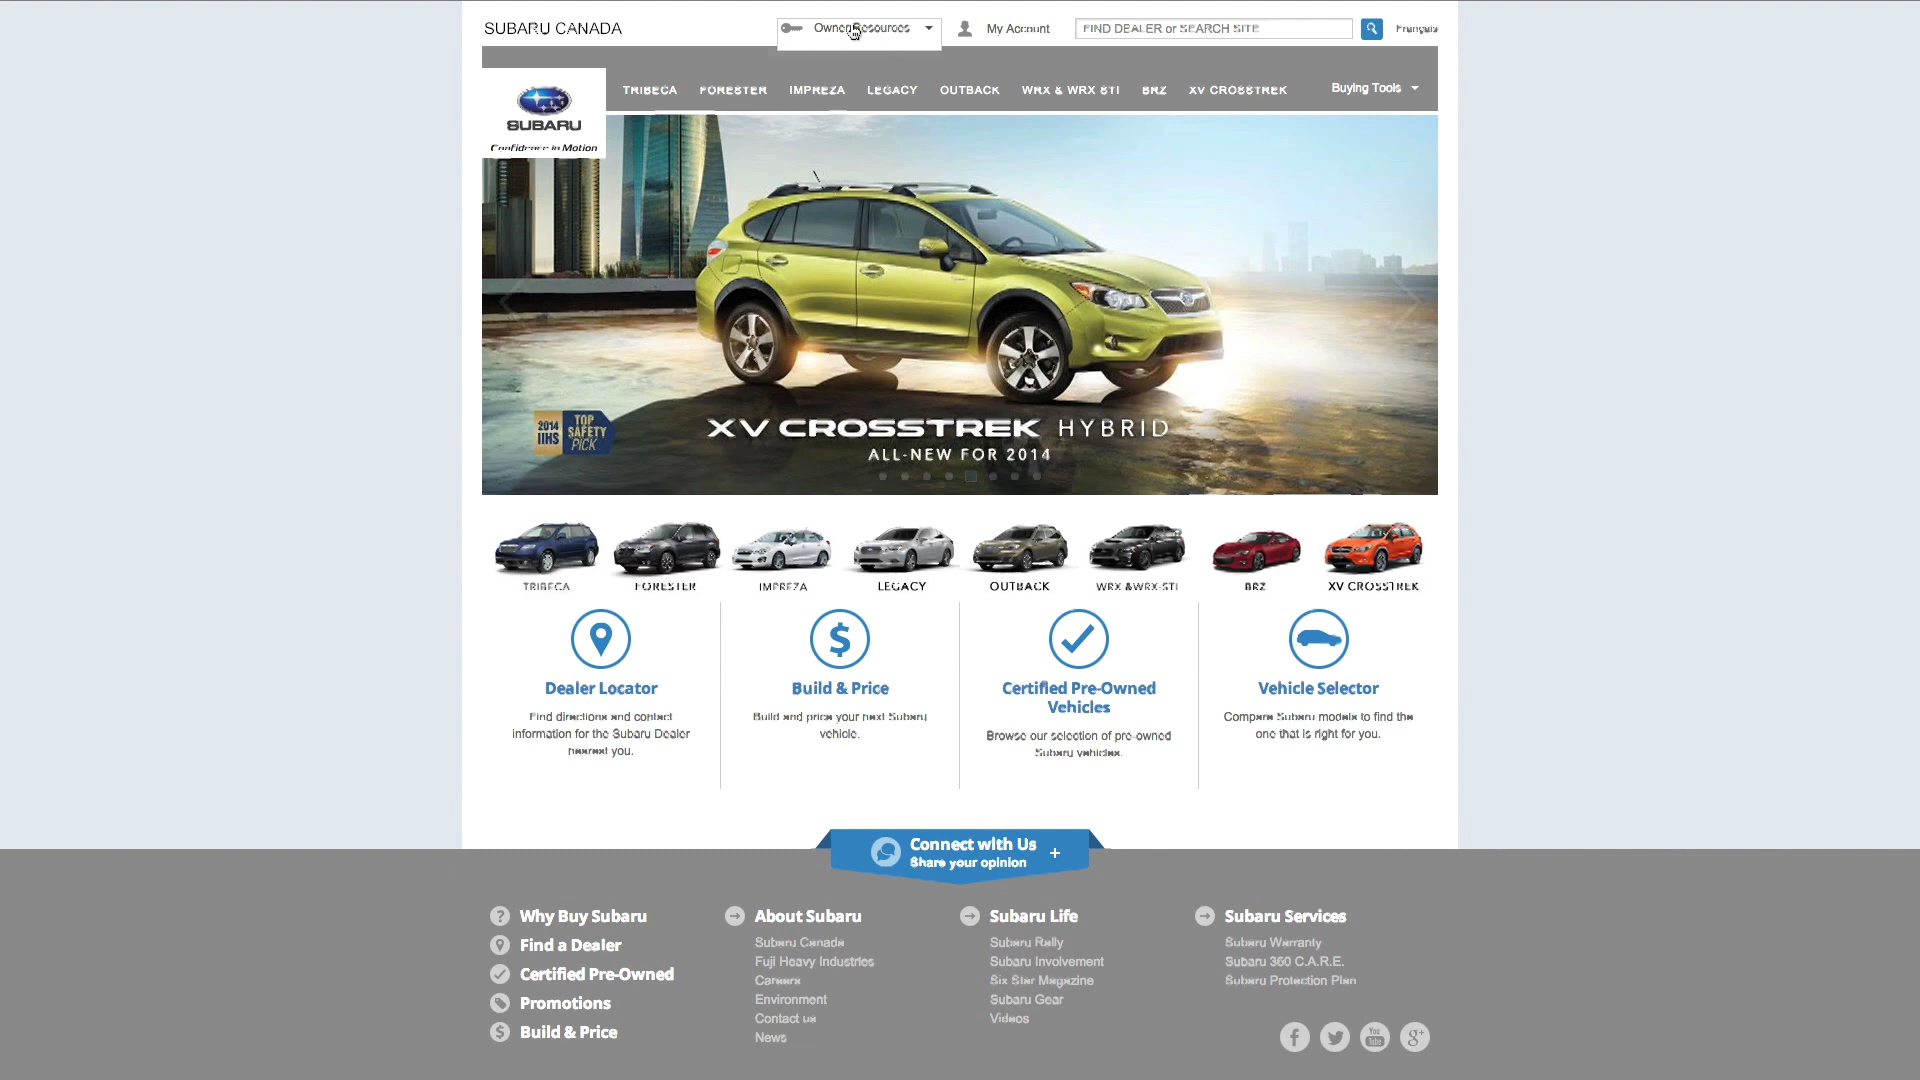 SUBARU CANADA
Owner Resources
My Account
FIND DEALER or SEARCH SITE
Français
SUBARU
Confidence in Motion
TRIBECA FORESTER IMPREZA LEGACY OUTBACK WRX & WRX STI BRZ XV CROSSTREK Buying Tools
2014 IIHS TOP SAFETY PICK
XV CROSSTREK HYBRID
ALL-NEW FOR 2014
TRIBECA FORESTER IMPREZA LEGACY OUTBACK WRX & WRX-STI BRZ XV CROSSTREK
Dealer Locator
Find directions and contact
information for the Subaru Dealer
nearest you.
Build & Price
Build and price your next Subaru
vehicle.
Certified Pre-Owned
Vehicles
Browse our selection of pre-owned
Subaru vehicles.
Vehicle Selector
Compare Subaru models to find the
one that is right for you.
Connect with Us
Share your opinion
Why Buy Subaru
Find a Dealer
Certified Pre-Owned
Promotions
Build & Price
About Subaru
Subaru Canada
Fuji Heavy Industries
Careers
Environment
Contact us
News
Subaru Life
Subaru Rally
Subaru Involvement
Six Star Magazine
Subaru Gear
Videos
Subaru Services
Subaru Warranty
Subaru 360 C.A.R.E.
Subaru Protection Plan
You Tube